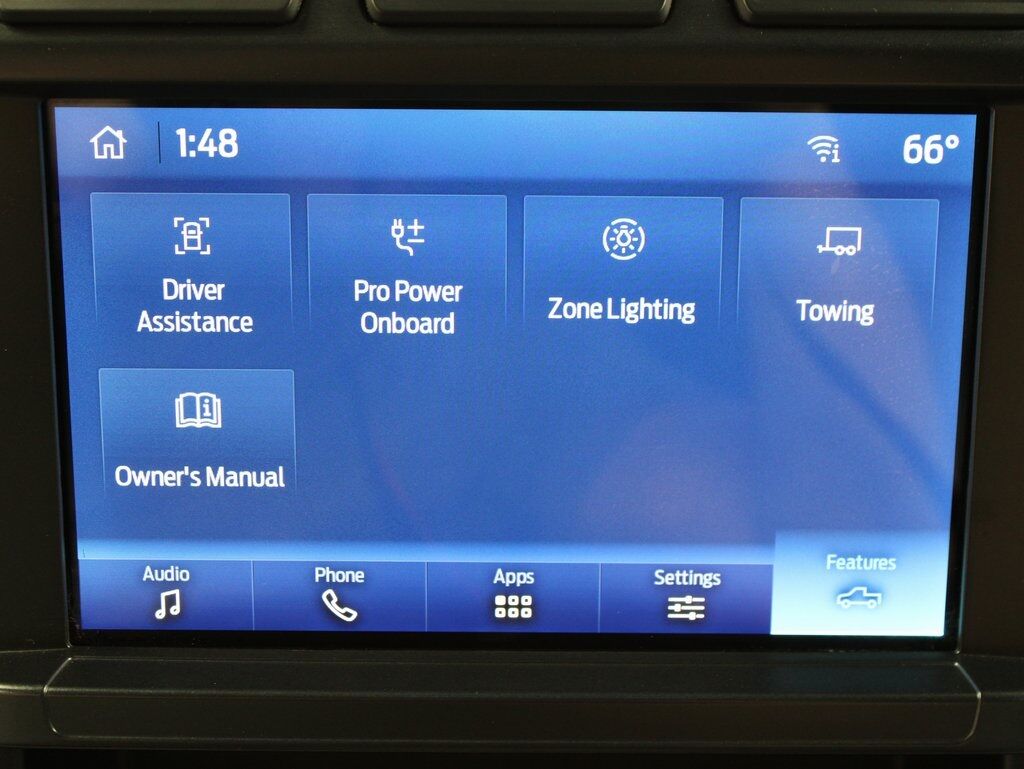 1:48
66°
Driver
Assistance
Pro Power
Onboard
Zone Lighting
Towing
Owner's Manual
Audio
Phone
Apps
Settings
Features